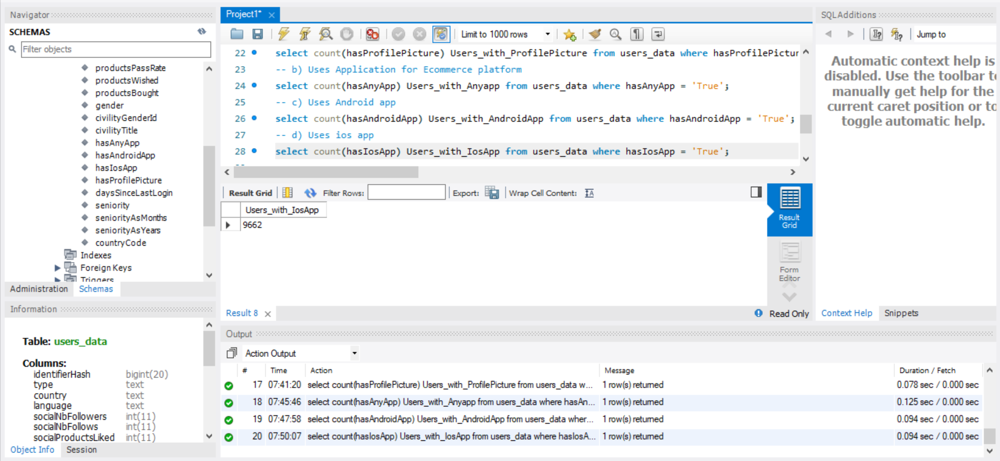 Navigator
SCHEMAS
Filter objects
productsPassRate
productsWished
productsBought
gender
civilityGenderId
civilityTitle
hasAnyApp
hasAndroidApp
hasIosApp
hasProfilePicture
daysSinceLastLogin
seniority
seniorityAsMonths
seniorityAsYears
countryCode
Indexes
Foreign Keys
Triggers
Administration Schemas
Information
Table: users_data
Columns:
identifierHash bigint(20)
type text
country text
language text
socialNbFollowers int(11)
socialNbFollows int(11)
socialProductsLiked int(11)
Object Info Session
Project1*
Limit to 1000 rows
22 select count(hasProfilePicture) Users_with_ProfilePicture from users_data where hasProfilePictur
23 -- b) Uses Application for Ecommerce platform
24 select count(hasAnyApp) Users_with_Anyapp from users_data where hasAnyApp = 'True';
25 -- c) Uses Android app
26 select count(hasAndroidApp) Users_with_AndroidApp from users_data where hasAndroidApp = 'True';
27 -- d) Uses ios app
28 select count(hasIosApp) Users_with_IosApp from users_data where hasIosApp = 'True';
Result Grid Filter Rows: Export: Wrap Cell Content: IA
Users_with_IosApp
9662
Result
Grid
Form
Editor
Result 8
Read Only
SQLAdditions
Jump to
Automatic context help is
disabled. Use the toolbar to
manually get help for the
current caret position or to
toggle automatic help.
Context Help Snippets
Output
Action Output
# Time Action Message Duration / Fetch
17 07:41:20 select count(hasProfilePicture) Users_with_ProfilePicture from users_data w... 1 row(s) returned 0.078 sec / 0.000 sec
18 07:45:46 select count(hasAnyApp) Users_with_Anyapp from users_data where hasAn... 1 row(s) returned 0.125 sec / 0.000 sec
19 07:47:58 select count(hasAndroidApp) Users_with_AndroidApp from users_data wher... 1 row(s) returned 0.094 sec / 0.000 sec
20 07:50:07 select count(hasIosApp) Users_with_IosApp from users_data where hasIosA... 1 row(s) returned 0.094 sec / 0.000 sec